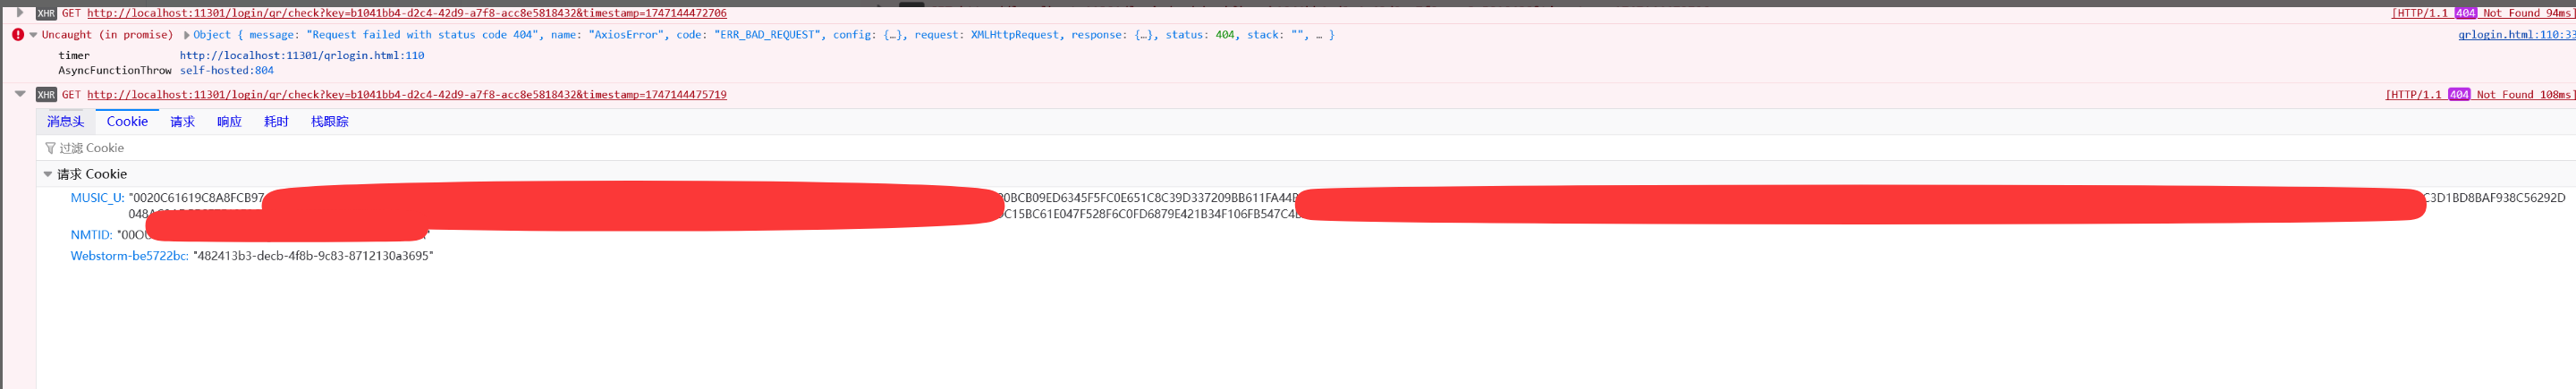 XHR GET http://localhost:11301/login/qr/check?key=b1041bb4-d2c4-42d9-a7f8-acc8e5818432&timestamp=1747144472706 [HTTP/1.1 404 Not Found 94ms]
Uncaught (in promise) Object { message: "Request failed with status code 404", name: "AxiosError", code: "ERR_BAD_REQUEST", config: {…}, request: XMLHttpRequest, response: {…}, status: 404, stack: "", … } qrlogin.html:110:33
timer http://localhost:11301/qrlogin.html:110
AsyncFunctionThrow self-hosted:804
XHR GET http://localhost:11301/login/qr/check?key=b1041bb4-d2c4-42d9-a7f8-acc8e5818432&timestamp=1747144475719 [HTTP/1.1 404 Not Found 108ms]
消息头 Cookie 请求 响应 耗时 栈跟踪
过滤 Cookie
请求 Cookie
MUSIC_U: "0020C61619C8A8FCB97 0BCB09ED6345F5FC0E651C8C39D337209BB611FA44 C3D1BD8BAF938C56292D
048 C15BC61E047F528F6C0FD6879E421B34F106FB547C4
NMTID: "00O "
Webstorm-be5722bc: "482413b3-decb-4f8b-9c83-8712130a3695"